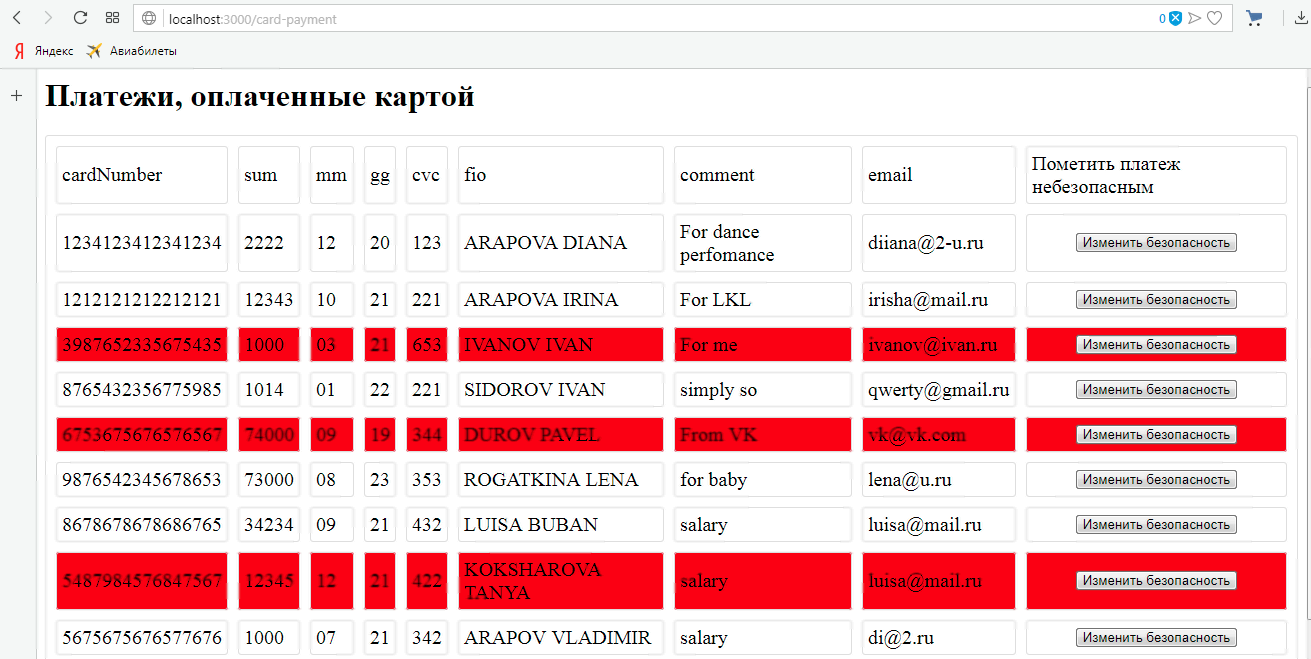 localhost:3000/card-payment 0
Яндекс Авиабилеты
Платежи, оплаченные картой
cardNumber sum mm gg cvc fio comment email Пометить платеж небезопасным
1234123412341234 2222 12 20 123 ARAPOVA DIANA For dance perfomance diiana@2-u.ru Изменить безопасность
1212121212212121 12343 10 21 221 ARAPOVA IRINA For LKL irisha@mail.ru Изменить безопасность
3987652335675435 1000 03 21 653 IVANOV IVAN For me ivanov@ivan.ru Изменить безопасность
8765432356775985 1014 01 22 221 SIDOROV IVAN simply so qwerty@gmail.ru Изменить безопасность
6753675676576567 74000 09 19 344 DUROV PAVEL From VK vk@vk.com Изменить безопасность
9876542345678653 73000 08 23 353 ROGATKINA LENA for baby lena@u.ru Изменить безопасность
8678678678686765 34234 09 21 432 LUISA BUBAN salary luisa@mail.ru Изменить безопасность
5487984576847567 12345 12 21 422 KOKSHAROVA TANYA salary luisa@mail.ru Изменить безопасность
5675675676577676 1000 07 21 342 ARAPOV VLADIMIR salary di@2.ru Изменить безопасность